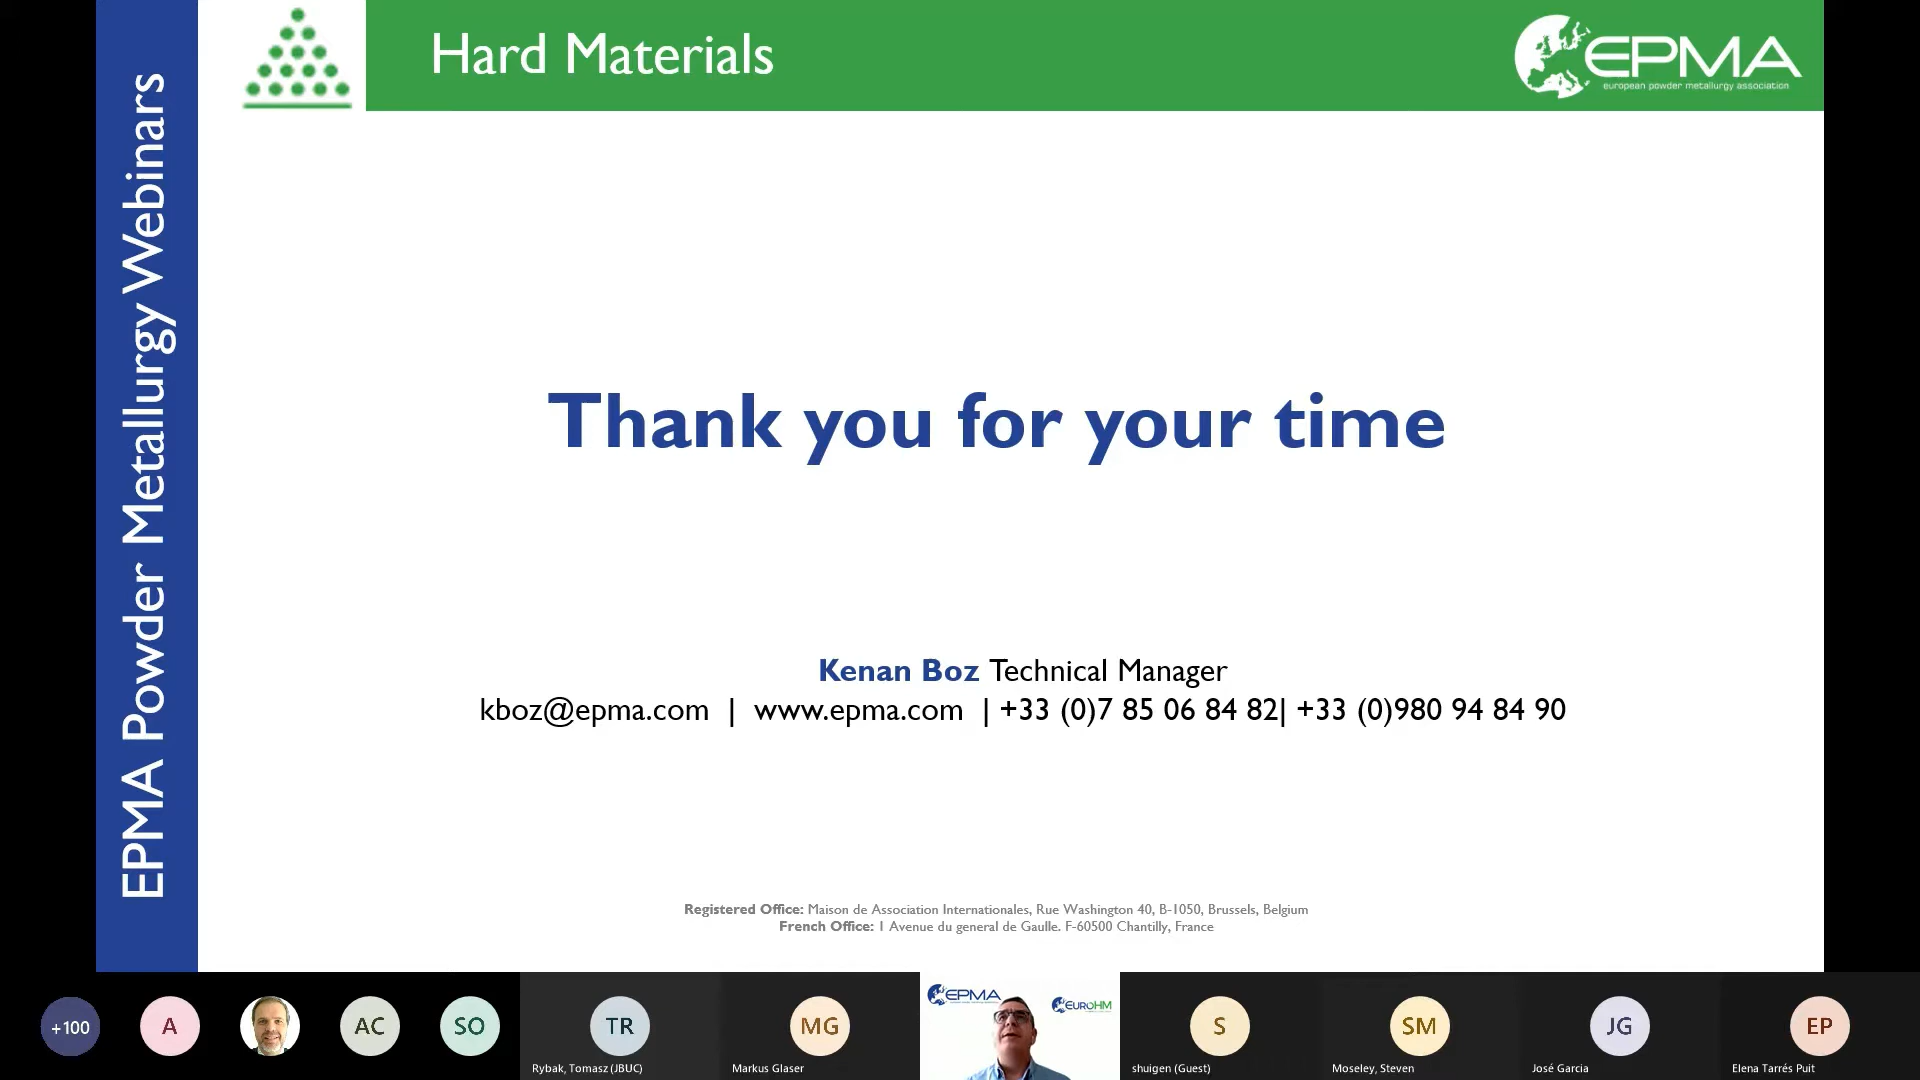 EPMA Powder Metallurgy Webinars
Hard Materials
EPMA
european powder metallurgy association
Thank you for your time
Kenan Boz Technical Manager
kboz@epma.com | www.epma.com | +33 (0)7 85 06 84 82| +33 (0)980 94 84 90
Registered Office: Maison de Association Internationales, Rue Washington 40, B-1050, Brussels, Belgium
French Office: 1 Avenue du general de Gaulle. F-60500 Chantilly, France
+100
A
AC
SO
TR
Rybak, Tomasz (JBUC)
MG
Markus Glaser
EPMA
EUROHM
S
shuigen (Guest)
SM
Moseley, Steven
JG
José Garcia
EP
Elena Tarrés Puit